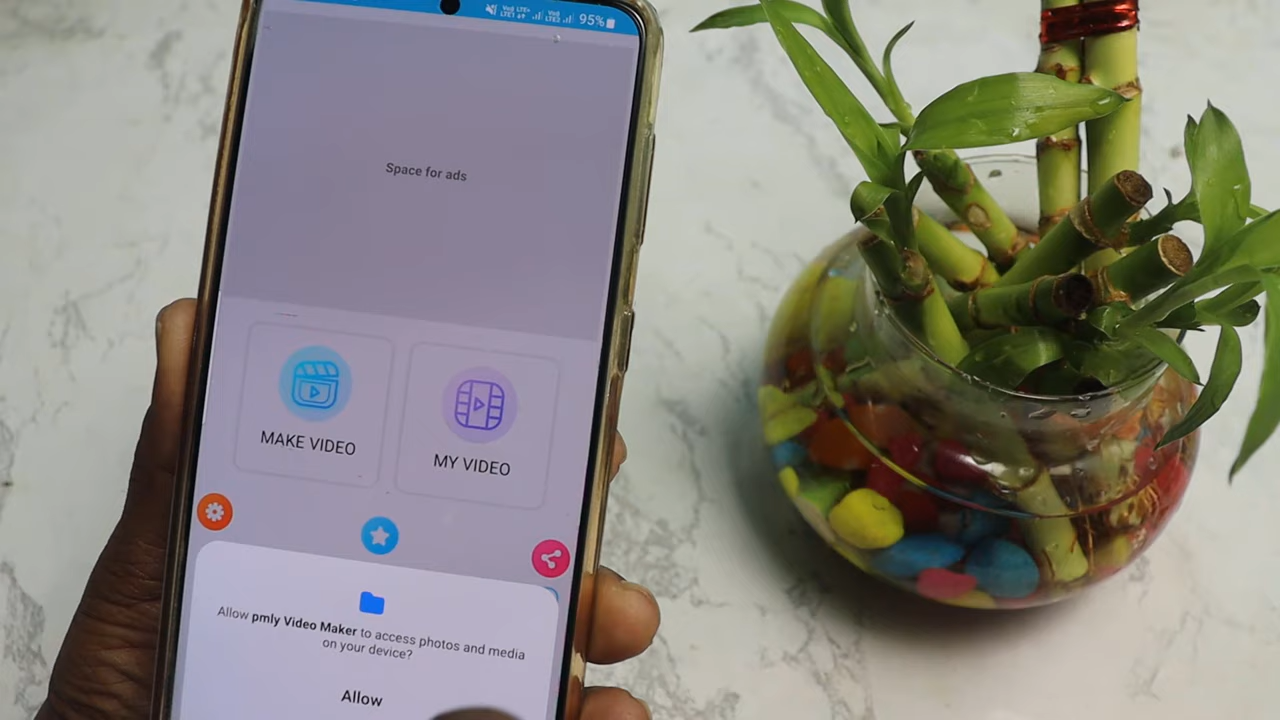 95%
Space for ads
MAKE VIDEO
MY VIDEO
Allow pmly Video Maker to access photos and media
on your device?
Allow